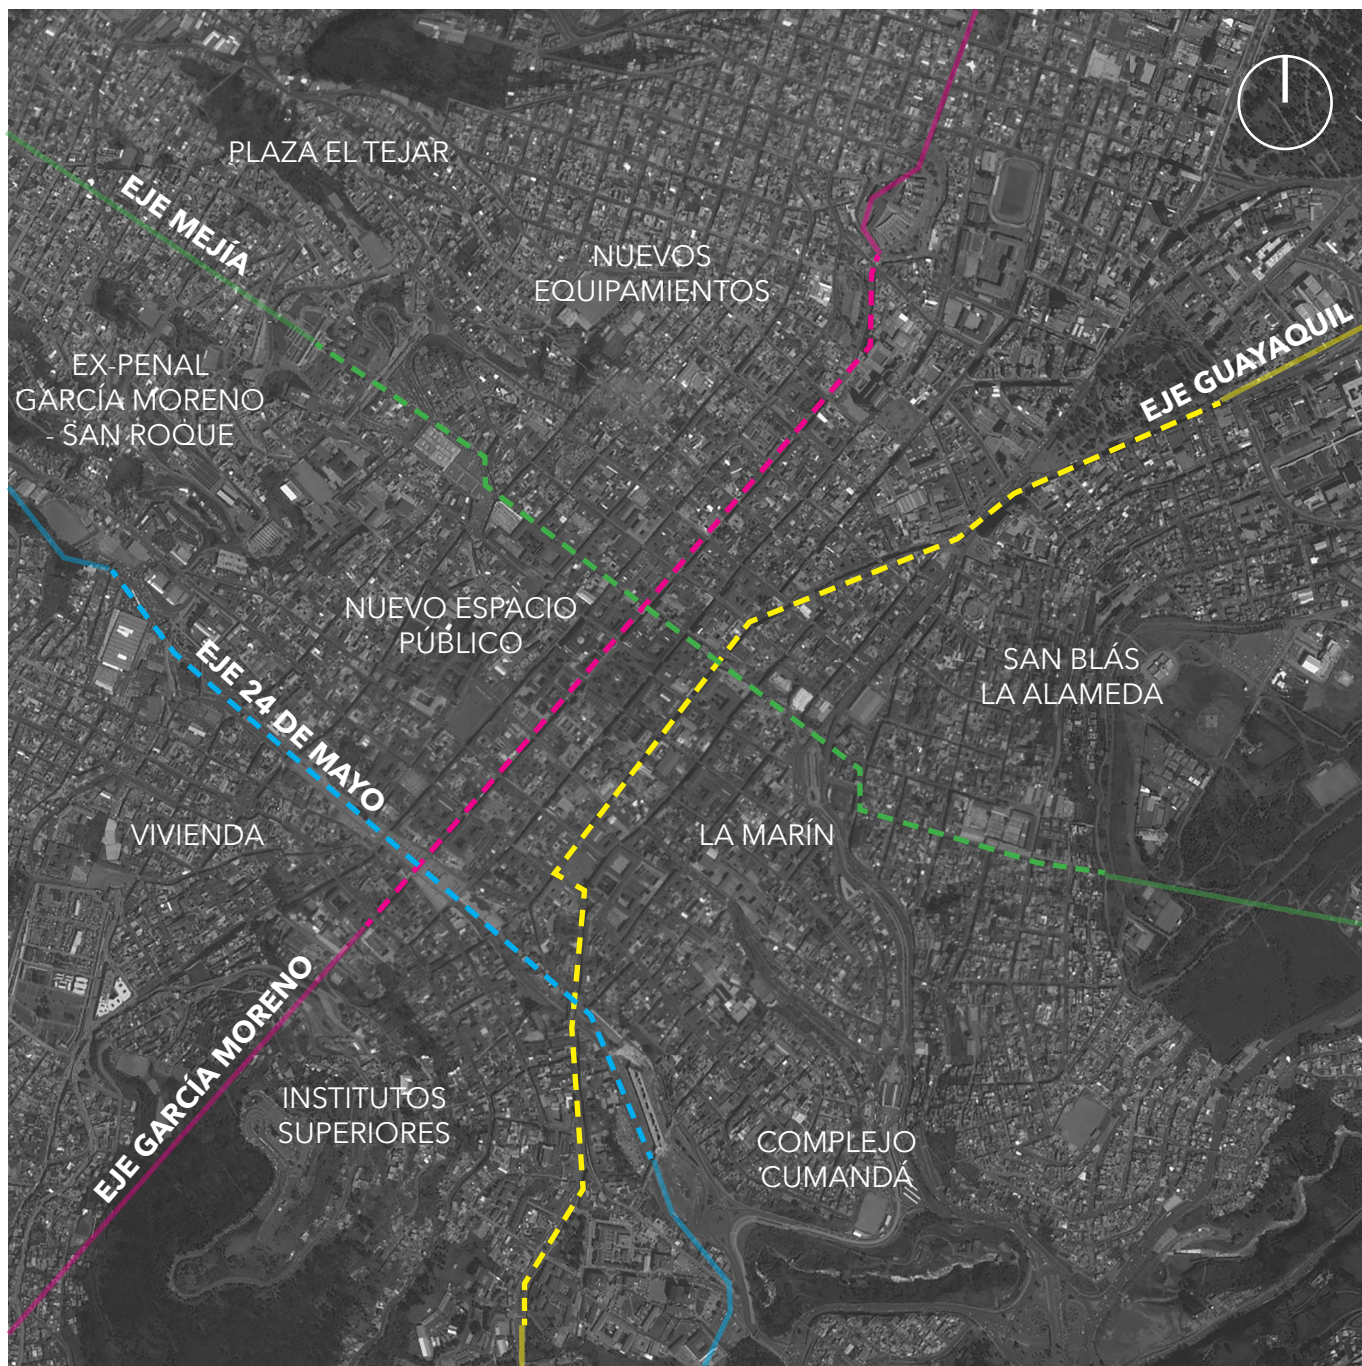 PLAZA EL TEJAR
EJE MEJÍA
NUEVOS
EQUIPAMIENTOS
EJE GUAYAQUIL
EX-PENAL
GARCÍA MORENO
- SAN ROQUE
NUEVO ESPACIO
PÚBLICO
SAN BLÁS
LA ALAMEDA
EJE 24 DE MAYO
VIVIENDA
LA MARÍN
EJE GARCÍA MORENO
INSTITUTOS
SUPERIORES
COMPLEJO
CUMANDÁ